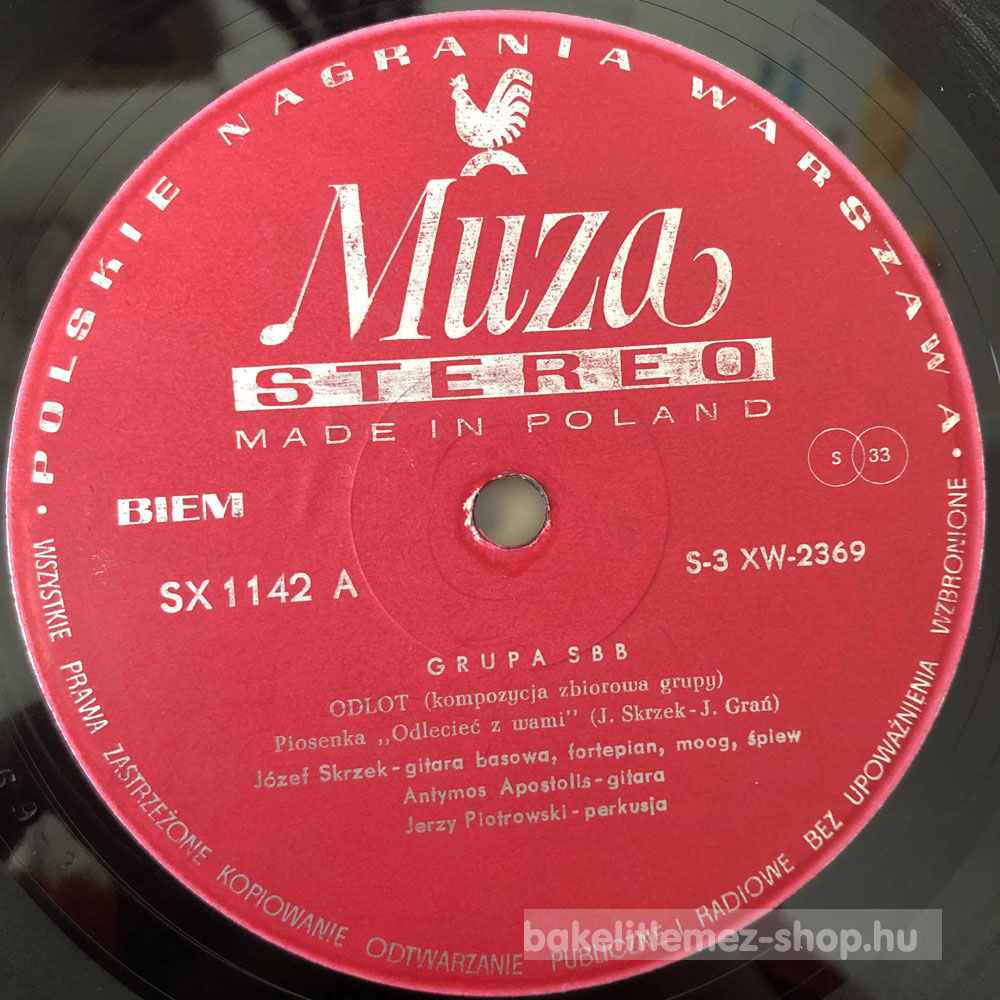 • POLSKIE NAGRANIA WARSZAWA •
Muza
STEREO
MADE IN POLAND
S 33
BIEM
SX 1142 A
S-3 XW-2369
GRUPA SBB
ODLOT (kompozycja zbiorowa grupy)
Piosenka „Odlecieć z wami" (J. Skrzek-J. Grań)
Józef Skrzek-gitara basowa, fortepian, moog, śpiew
Antymos Apostolis-gitara
Jerzy Piotrowski-perkusja
WSZYSTKIE PRAWA ZASTRZEŻONE KOPIOWANIE ODTWARZANIE PUBLICZNE I RADIOWE BEZ UPOWAŻNIENIA WZBRONIONE
bakelitlemez-shop.hu